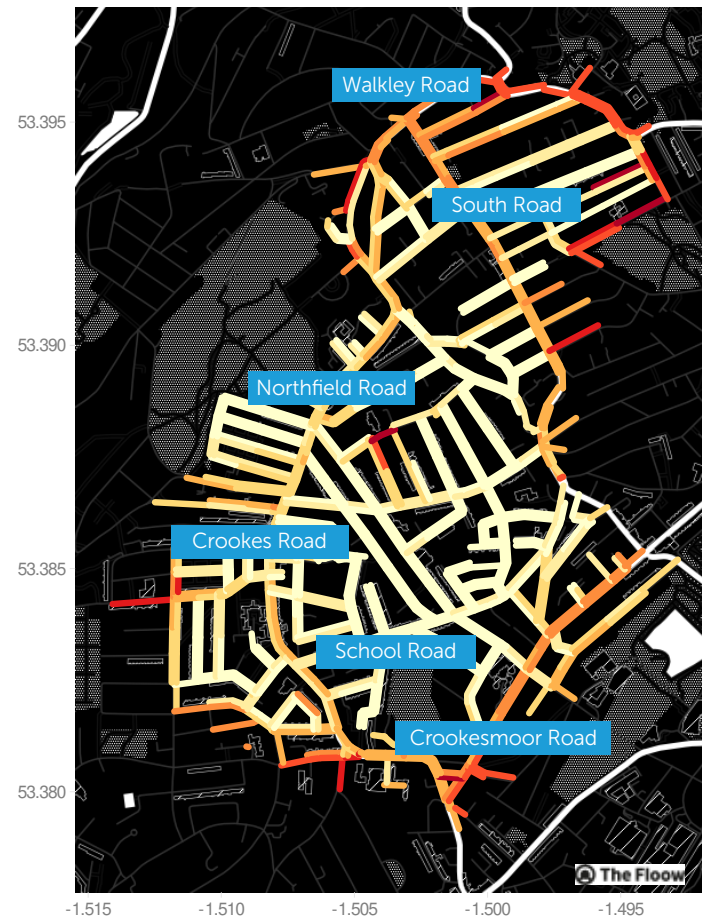 Walkley Road
53.395
South Road
53.390
Northfield Road
Crookes Road
53.385
School Road
Crookesmoor Road
53.380
The Floow
-1.515 -1.510 -1.505 -1.500 -1.495